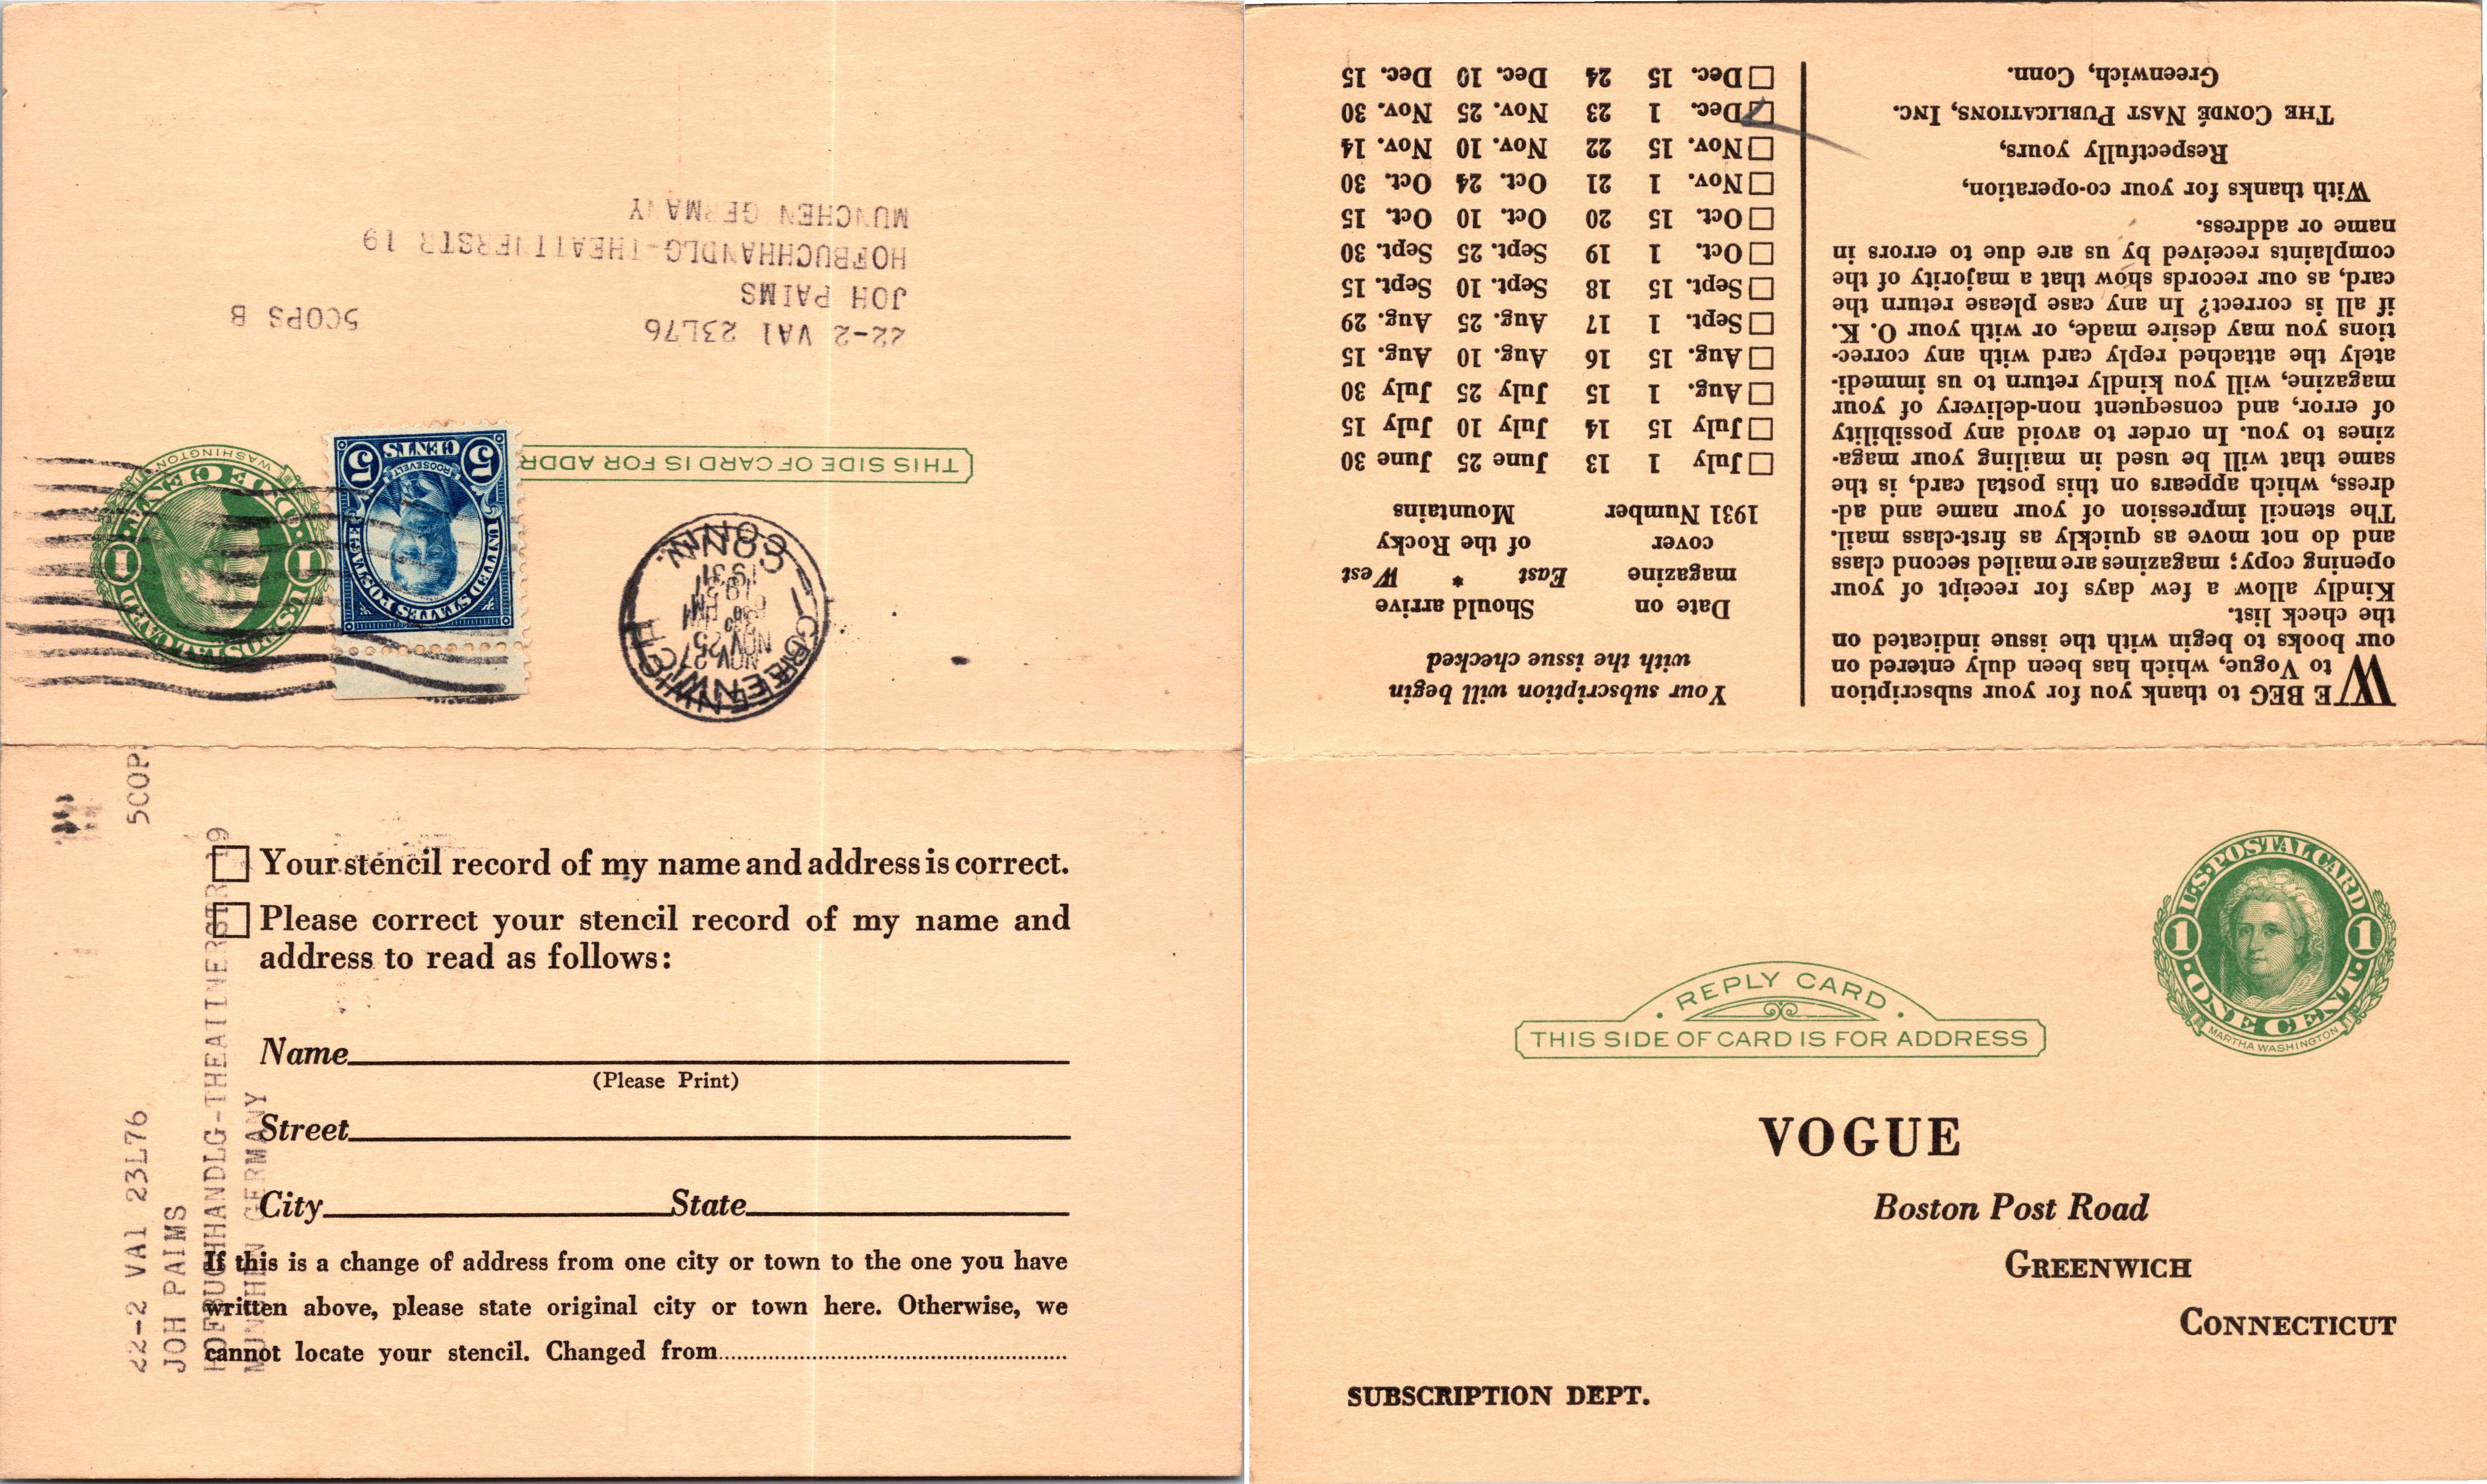 22-2 VA1 23L76
5COPS B
JOH PAIMS
HOFBUCHHANDLG-THEATINERSTR 19
MUNCHEN GERMANY
THIS SIDE OF CARD IS FOR ADDR
U.S. POSTAL CARD
1 1
ONE CENT
WASHINGTON
UNITED STATES POSTAGE
ROOSEVELT
5 CENTS 5
GREENWICH
NOV 25
NOV 27
1931
CONN.
WE BEG to thank you for your subscription
to Vogue, which has been duly entered on
our books to begin with the issue indicated on
the check list.
Kindly allow a few days for receipt of your
opening copy; magazines are mailed second class
and do not move as quickly as first-class mail.
The stencil impression of your name and ad-
dress, which appears on this postal card, is the
same that will be used in mailing your maga-
zines to you. In order to avoid any possibility
of error, and consequent non-delivery of your
magazine, will you kindly return to us immedi-
ately the attached reply card with any correc-
tions you may desire made, or with your O. K.
if all is correct? In any case please return the
card, as our records show that a majority of the
complaints received by us are due to errors in
name or address.
With thanks for your co-operation,
Respectfully yours,
THE CONDÉ NAST PUBLICATIONS, INC.
Greenwich, Conn.
Your subscription will begin
with the issue checked
Date on Should arrive
magazine East * West
cover of the Rocky
1931 Number Mountains
July 1 13 June 25 June 30
July 15 14 July 10 July 15
Aug. 1 15 July 25 July 30
Aug. 15 16 Aug. 10 Aug. 15
Sept. 1 17 Aug. 25 Aug. 29
Sept. 15 18 Sept. 10 Sept. 15
Oct. 1 19 Sept. 25 Sept. 30
Oct. 15 20 Oct. 10 Oct. 15
Nov. 1 21 Oct. 24 Oct. 30
Nov. 15 22 Nov. 10 Nov. 14
Dec. 1 23 Nov. 25 Nov. 30
Dec. 15 24 Dec. 10 Dec. 15
5COP
22-2 VA1 23L76
JOH PAIMS
HOFBUCHHANDLG-THEATINERSTR 19
MUNCHEN GERMANY
Your stencil record of my name and address is correct.
Please correct your stencil record of my name and
address to read as follows:
Name
(Please Print)
Street
City State
If this is a change of address from one city or town to the one you have
written above, please state original city or town here. Otherwise, we
cannot locate your stencil. Changed from
U.S. POSTAL CARD
1 1
ONE CENT
MARTHA WASHINGTON
REPLY CARD
THIS SIDE OF CARD IS FOR ADDRESS
VOGUE
Boston Post Road
GREENWICH
CONNECTICUT
SUBSCRIPTION DEPT.